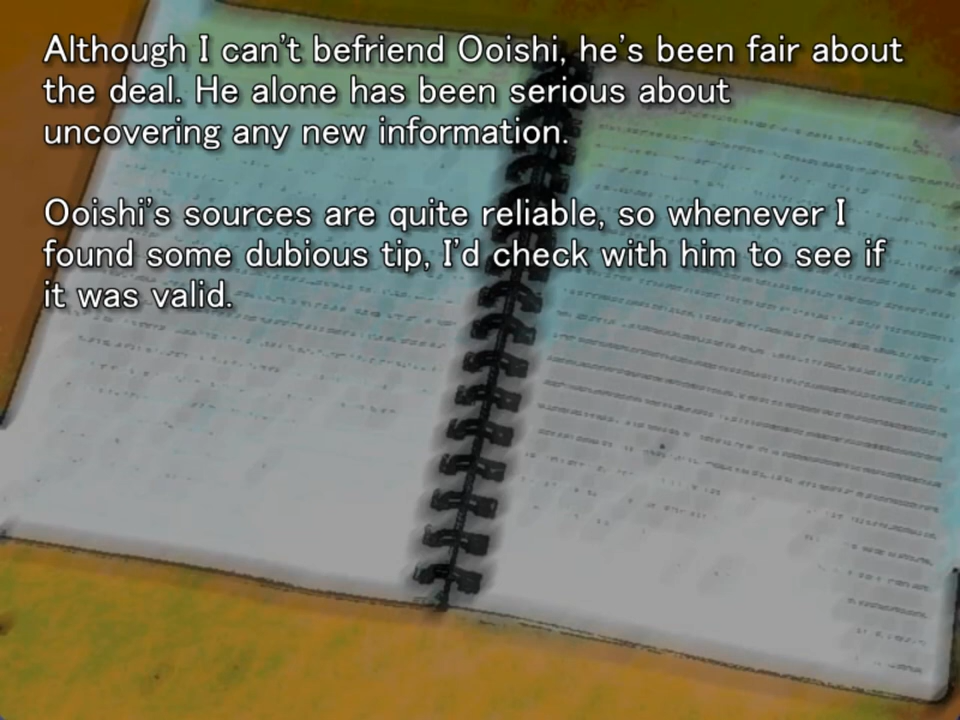 Although I can't befriend Ooishi, he's been fair about
the deal. He alone has been serious about
uncovering any new information.
Ooishi's sources are quite reliable, so whenever I
found some dubious tip, I'd check with him to see if
it was valid.